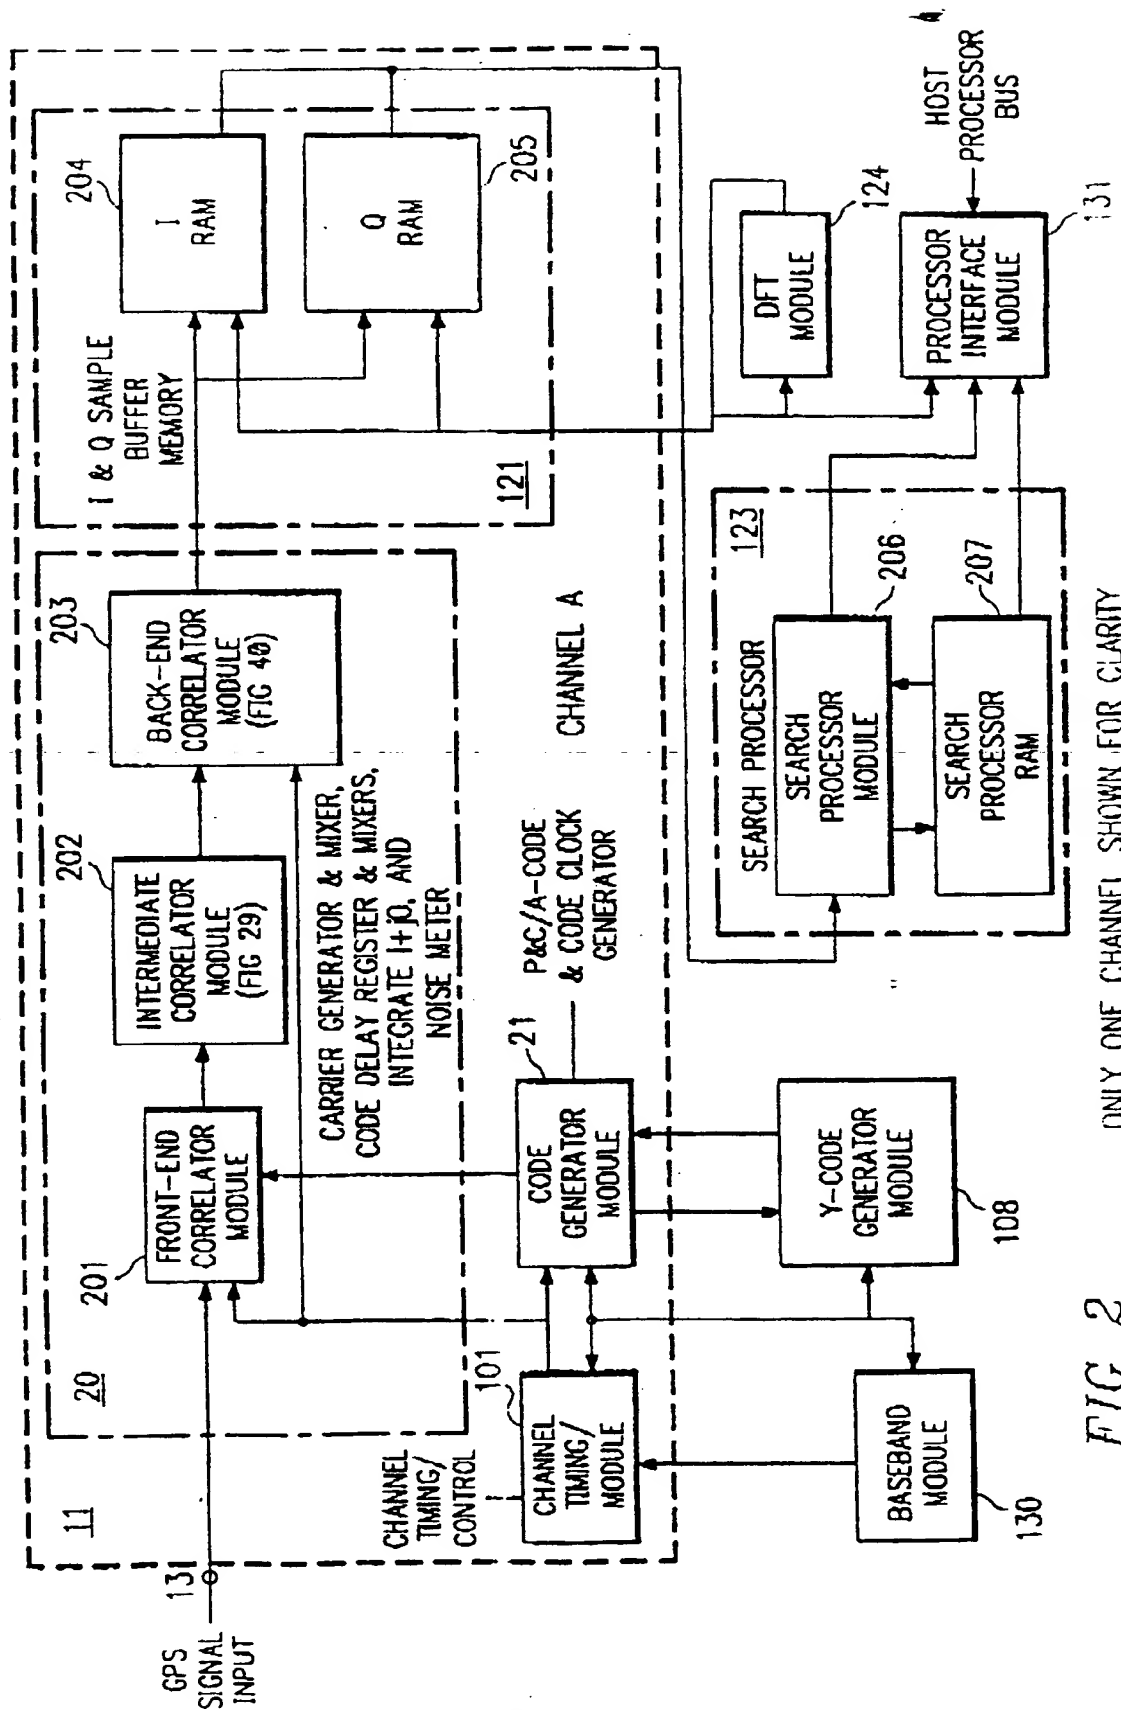 GPS
SIGNAL
INPUT
13
11
20
201
FRONT-END
CORRELATOR
MODULE
202
INTERMEDIATE
CORRELATOR
MODULE
(FIG 29)
203
BACK-END
CORRELATOR
MODULE
(FIG 40)
CARRIER GENERATOR & MIXER,
CODE DELAY REGISTER & MIXERS,
INTEGRATE I+jQ, AND
NOISE METER
I & Q SAMPLE
BUFFER
MEMORY
121
204
I
RAM
Q
RAM
205
CHANNEL
TIMING/
CONTROL
101
CHANNEL
TIMING/
MODULE
21
CODE
GENERATOR
MODULE
P&C/A-CODE
& CODE CLOCK
GENERATOR
CHANNEL A
BASEBAND
MODULE
130
Y-CODE
GENERATOR
MODULE
108
SEARCH PROCESSOR
123
SEARCH
PROCESSOR
MODULE
206
SEARCH
PROCESSOR
RAM
207
DFT
MODULE
124
PROCESSOR
INTERFACE
MODULE
131
HOST
PROCESSOR
BUS
ONLY ONE CHANNEL SHOWN FOR CLARITY
FIG 2